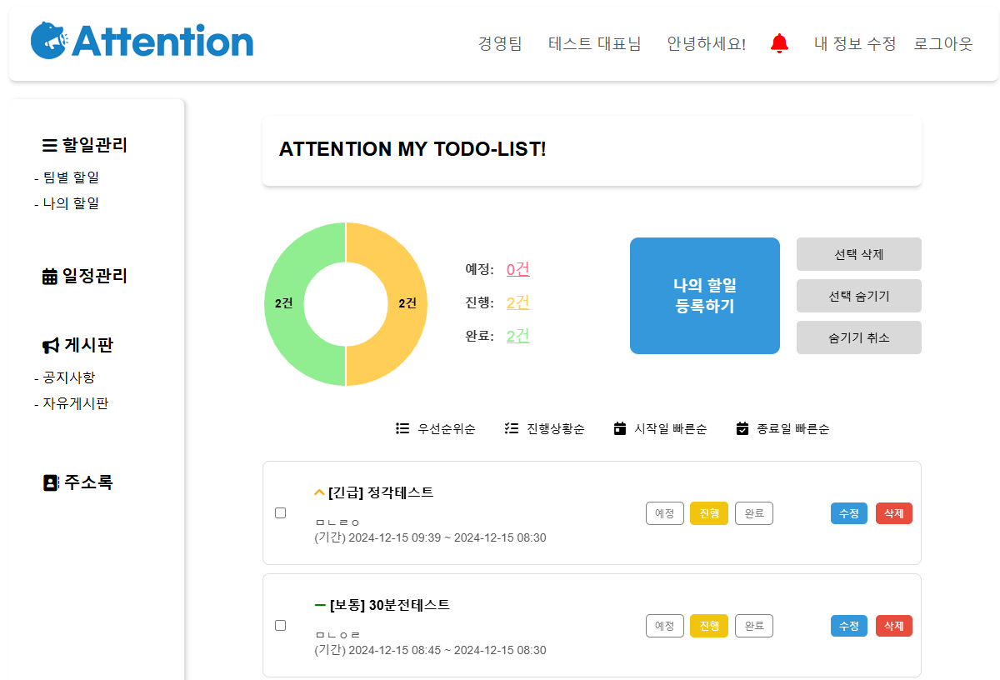 Attention
경영팀 테스트 대표님 안녕하세요! 내 정보 수정 로그아웃
할일관리
- 팀별 할일
- 나의 할일
일정관리
게시판
- 공지사항
- 자유게시판
주소록
ATTENTION MY TODO-LIST!
2건 2건
예정: 0건
진행: 2건
완료: 2건
나의 할일
등록하기
선택 삭제
선택 숨기기
숨기기 취소
우선순위순 진행상황순 시작일 빠른순 종료일 빠른순
[긴급] 정각테스트
ㅁㄴㄹㅇ
(기간) 2024-12-15 09:39 ~ 2024-12-15 08:30
예정 진행 완료 수정 삭제
[보통] 30분전테스트
ㅁㄴㅇㄹ
(기간) 2024-12-15 08:45 ~ 2024-12-15 08:30
예정 진행 완료 수정 삭제